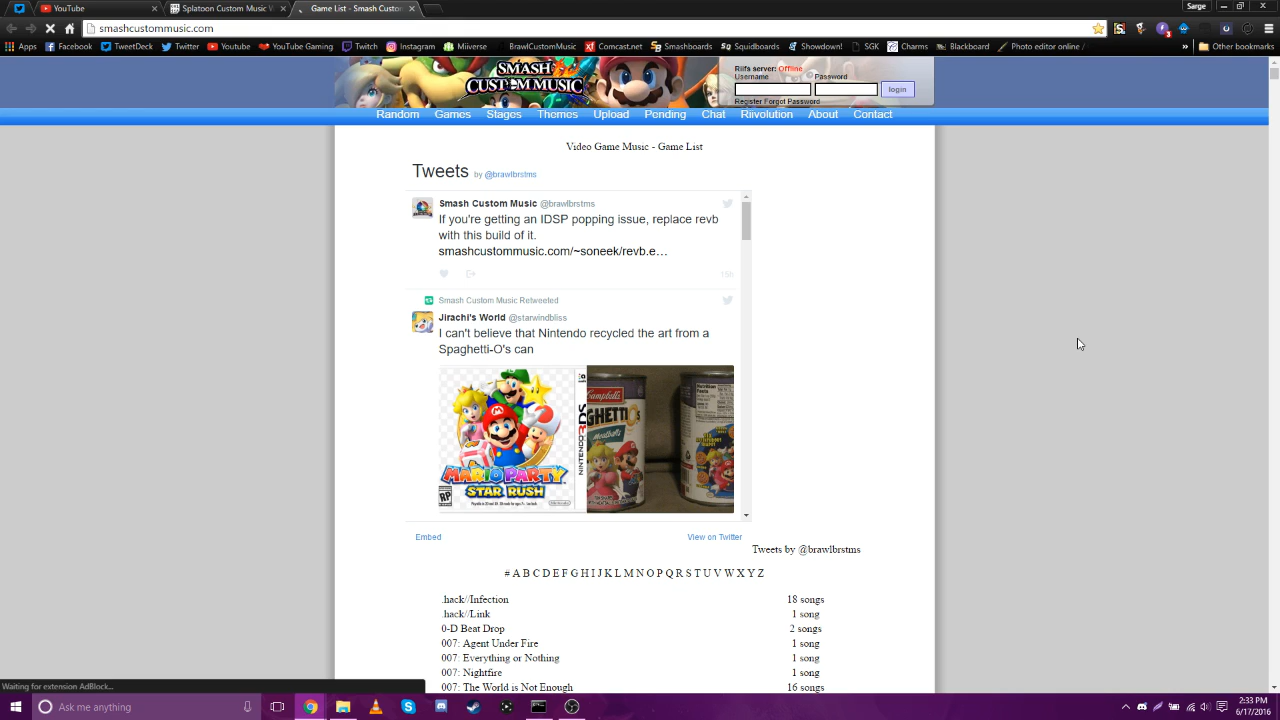 YouTube
Splatoon Custom Music
Game List - Smash Custom
Sergе
smashcustommusic.com
Apps Facebook TweetDeck Twitter Youtube YouTube Gaming Twitch Instagram Miiverse BrawlCustomMusic Comcast.net Smashboards Squidboards Showdown! SGK Charms Blackboard Photo editor online / » Other bookmarks
SMASH
CUSTOM MUSIC
Riifs server: Offline
Username Password
login
Register Forgot Password
Random Games Stages Themes Upload Pending Chat Riivolution About Contact
Video Game Music - Game List
Tweets by @brawlbrstms
Smash Custom Music @brawlbrstms
If you're getting an IDSP popping issue, replace revb
with this build of it.
smashcustommusic.com/~soneek/revb.e…
15h
Smash Custom Music Retweeted
Jirachi's World @starwindbliss
I can't believe that Nintendo recycled the art from a
Spaghetti-O's can
Campbell's
GHETTI
Meatballs
NINTENDO 3DS
MARIO PARTY
STAR RUSH
RP
Embed
View on Twitter
Tweets by @brawlbrstms
# A B C D E F G H I J K L M N O P Q R S T U V W X Y Z
.hack//Infection 18 songs
.hack//Link 1 song
0-D Beat Drop 2 songs
007: Agent Under Fire 1 song
007: Everything or Nothing 1 song
007: Nightfire 1 song
007: The World is Not Enough 16 songs
Waiting for extension AdBlock...
Ask me anything
2:33 PM
6/17/2016